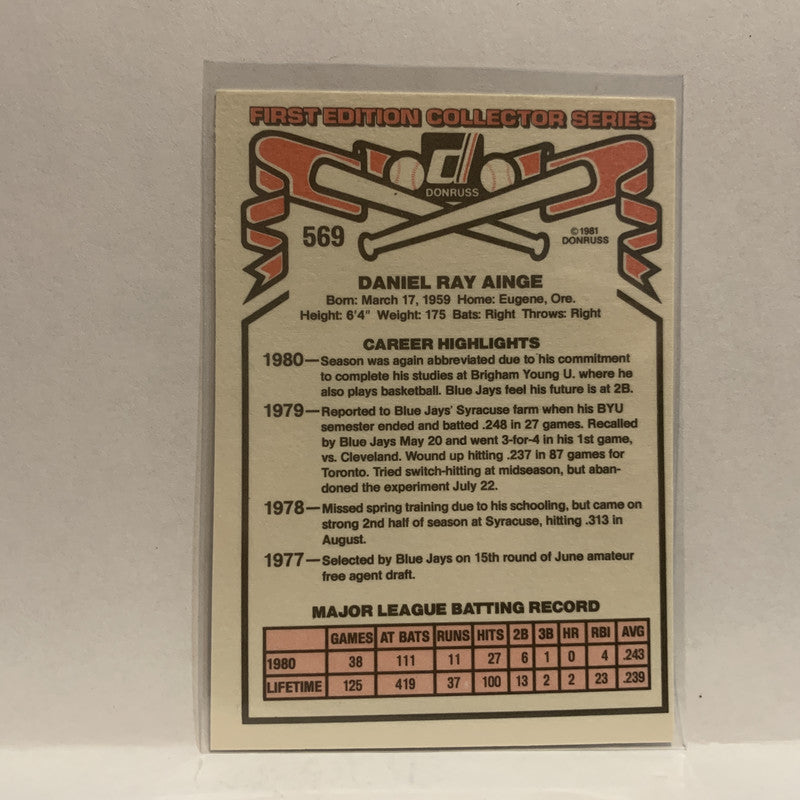 FIRST EDITION COLLECTOR SERIES
d
DONRUSS
569
©1981
DONRUSS
DANIEL RAY AINGE
Born: March 17, 1959 Home: Eugene, Ore.
Height: 6'4" Weight: 175 Bats: Right Throws: Right
CAREER HIGHLIGHTS
1980—Season was again abbreviated due to his commitment
to complete his studies at Brigham Young U. where he
also plays basketball. Blue Jays feel his future is at 2B.
1979—Reported to Blue Jays' Syracuse farm when his BYU
semester ended and batted .248 in 27 games. Recalled
by Blue Jays May 20 and went 3-for-4 in his 1st game,
vs. Cleveland. Wound up hitting .237 in 87 games for
Toronto. Tried switch-hitting at midseason, but aban-
doned the experiment July 22.
1978—Missed spring training due to his schooling, but came on
strong 2nd half of season at Syracuse, hitting .313 in
August.
1977—Selected by Blue Jays on 15th round of June amateur
free agent draft.
MAJOR LEAGUE BATTING RECORD
GAMES AT BATS RUNS HITS 2B 3B HR RBI AVG
1980 38 111 11 27 6 1 0 4 .243
LIFETIME 125 419 37 100 13 2 2 23 .239